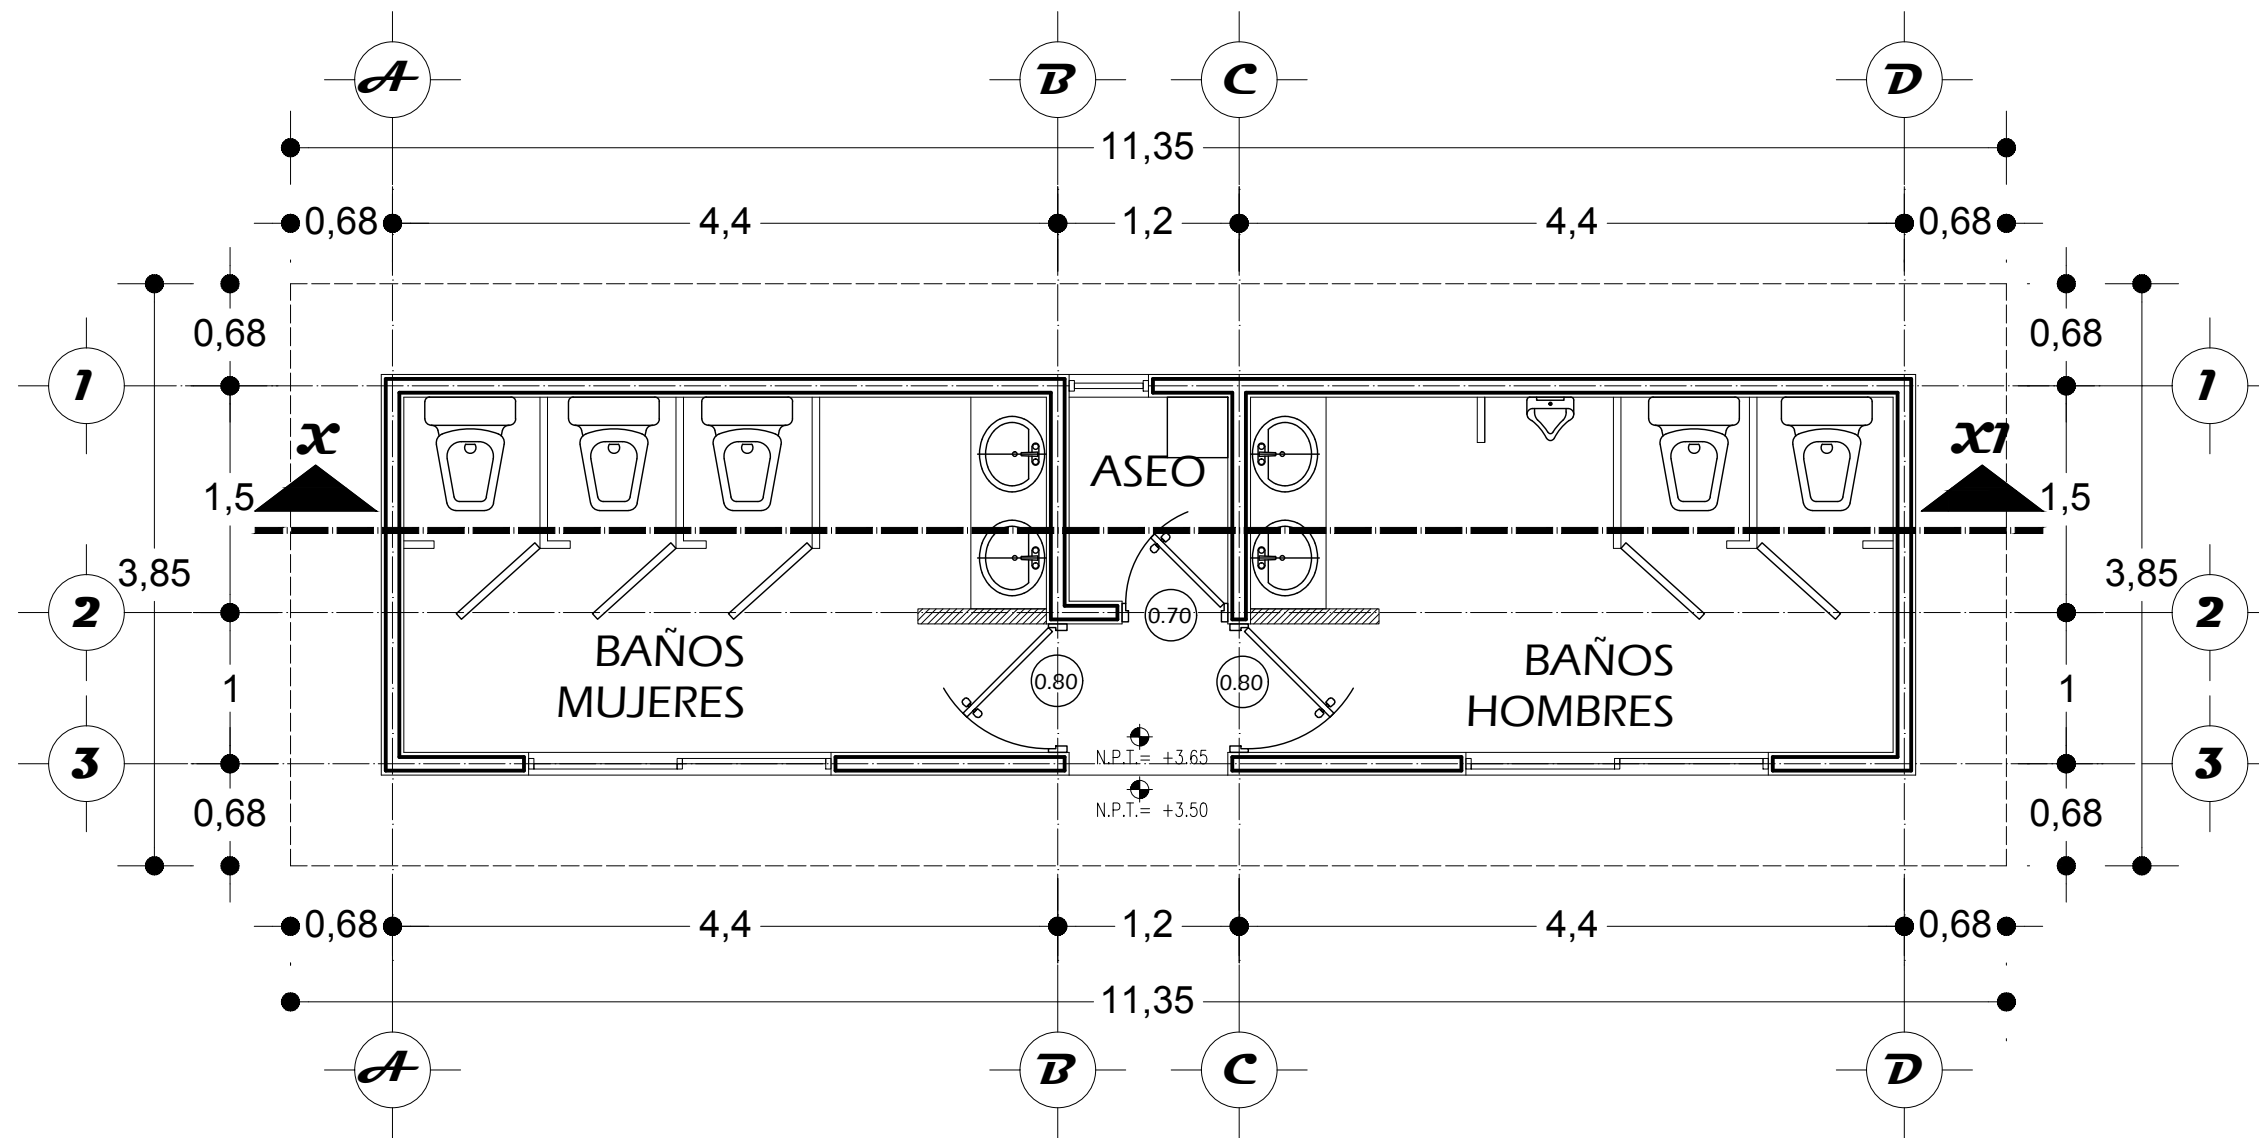 A B C D
11,35
0,68 4,4 1,2 4,4 0,68
0,68 0,68
1 1
x x1
ASEO
1,5 1,5
3,85 3,85
2 0.70 2
BAÑOS
MUJERES
BAÑOS
HOMBRES
0.80 0.80
1 1
N.P.T.= +3.65
3 3
N.P.T.= +3.50
0,68 0,68
0,68 4,4 1,2 4,4 0,68
11,35
A B C D